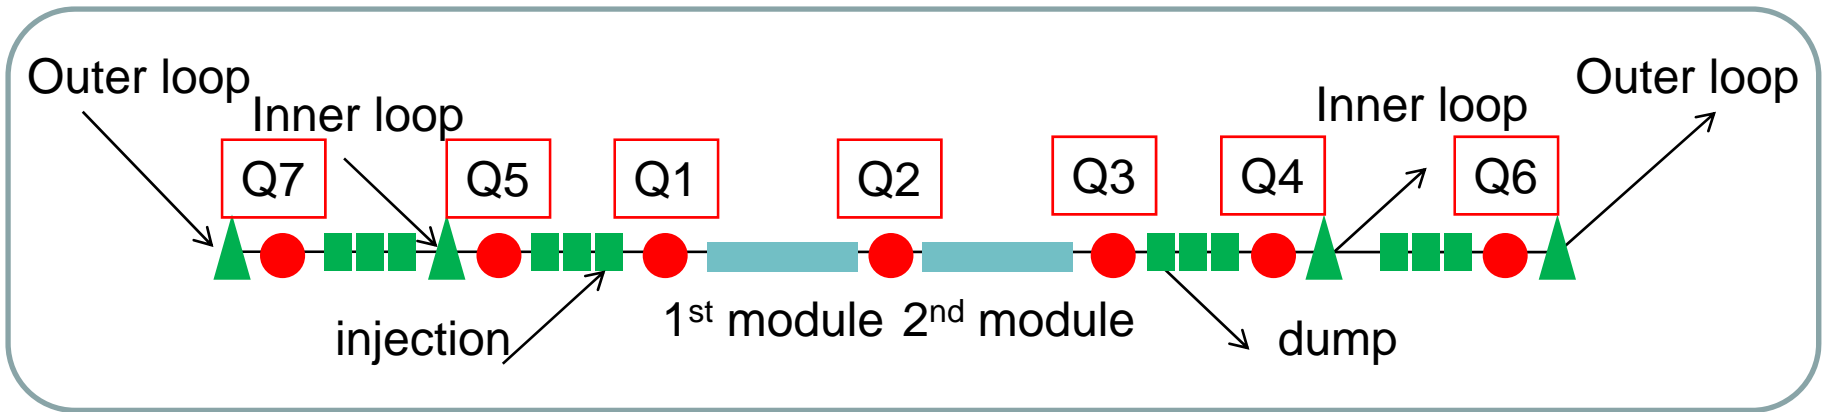 Outer loop
Inner loop
Inner loop
Outer loop
Q7
Q5
Q1
Q2
Q3
Q4
Q6
injection
1st module
2nd module
dump